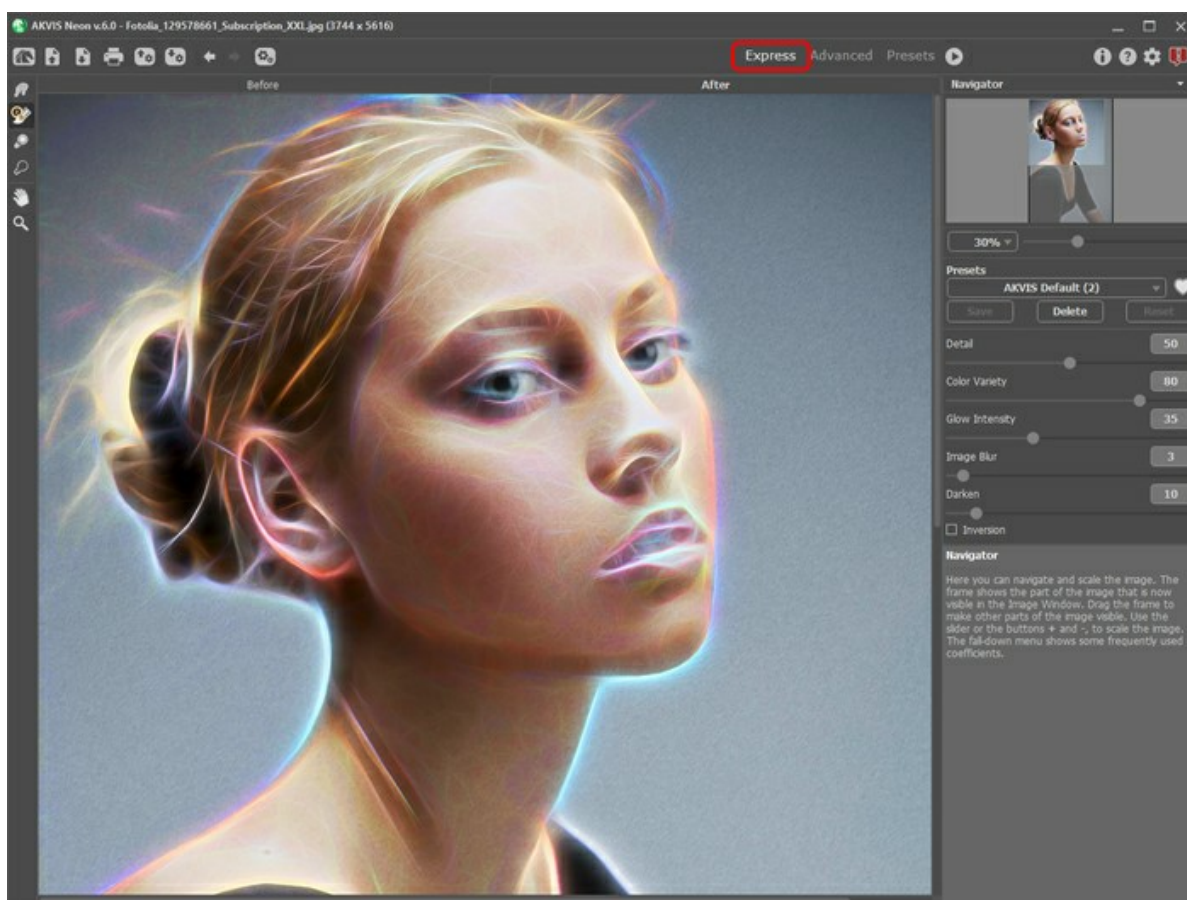 AKVIS Neon v.6.0 - Fotolia_129578661_Subscription_XXL.jpg (3744 x 5616)
Express Advanced Presets
Before After
Navigator
30%
Presets
AKVIS Default (2)
Save Delete Reset
Detail 50
Color Variety 80
Glow Intensity 35
Image Blur 3
Darken 10
Inversion
Navigator
Here you can navigate and scale the image. The
frame shows the part of the image that is now
visible in the Image Window. Drag the frame to
make other parts of the image visible. Use the
slider or the buttons + and -, to scale the image.
The fall-down menu shows some frequently used
coefficients.